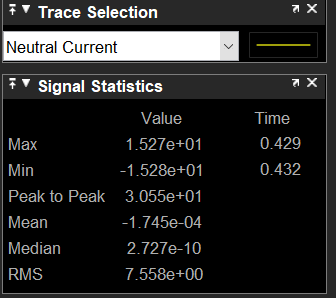 Trace Selection
Neutral Current
Signal Statistics
Value Time
Max 1.527e+01 0.429
Min -1.528e+01 0.432
Peak to Peak 3.055e+01
Mean -1.745e-04
Median 2.727e-10
RMS 7.558e+00